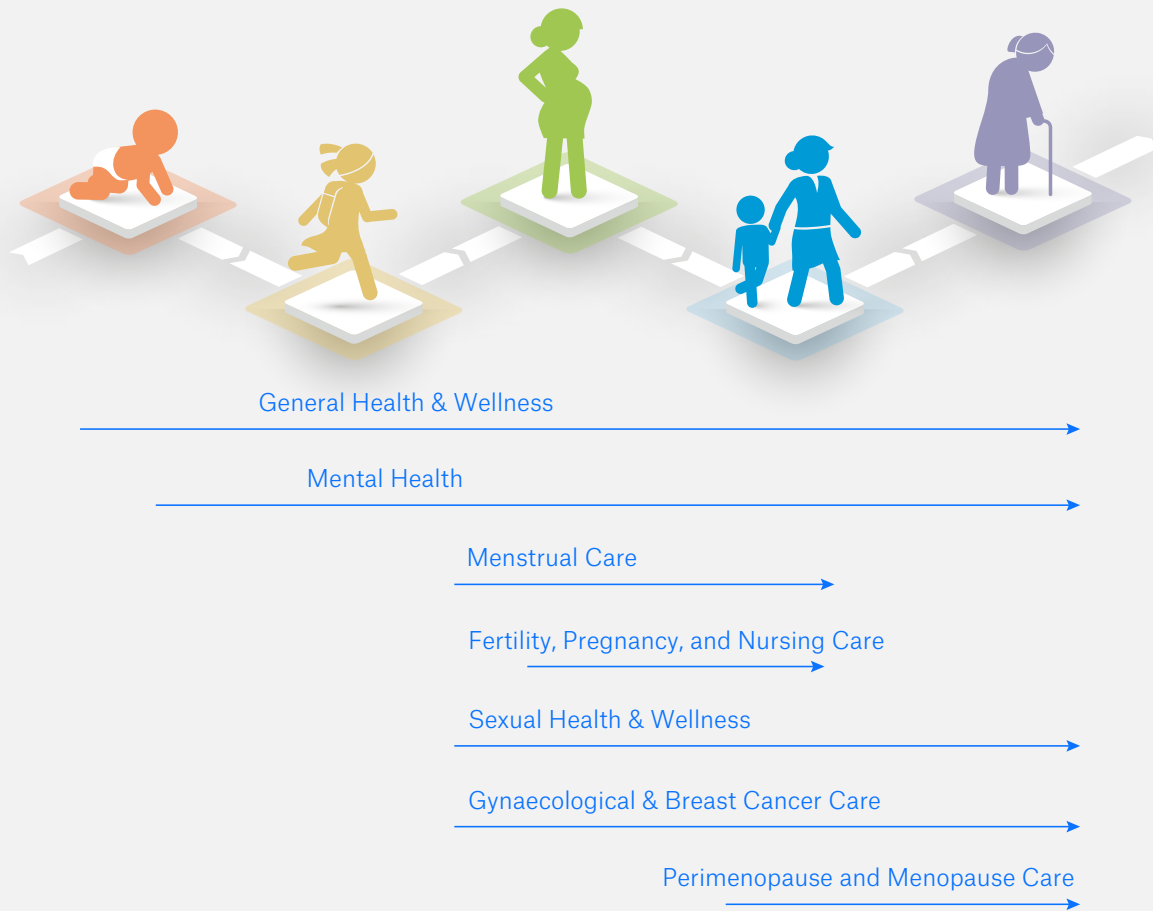 General Health & Wellness
Mental Health
Menstrual Care
Fertility, Pregnancy, and Nursing Care
Sexual Health & Wellness
Gynaecological & Breast Cancer Care
Perimenopause and Menopause Care